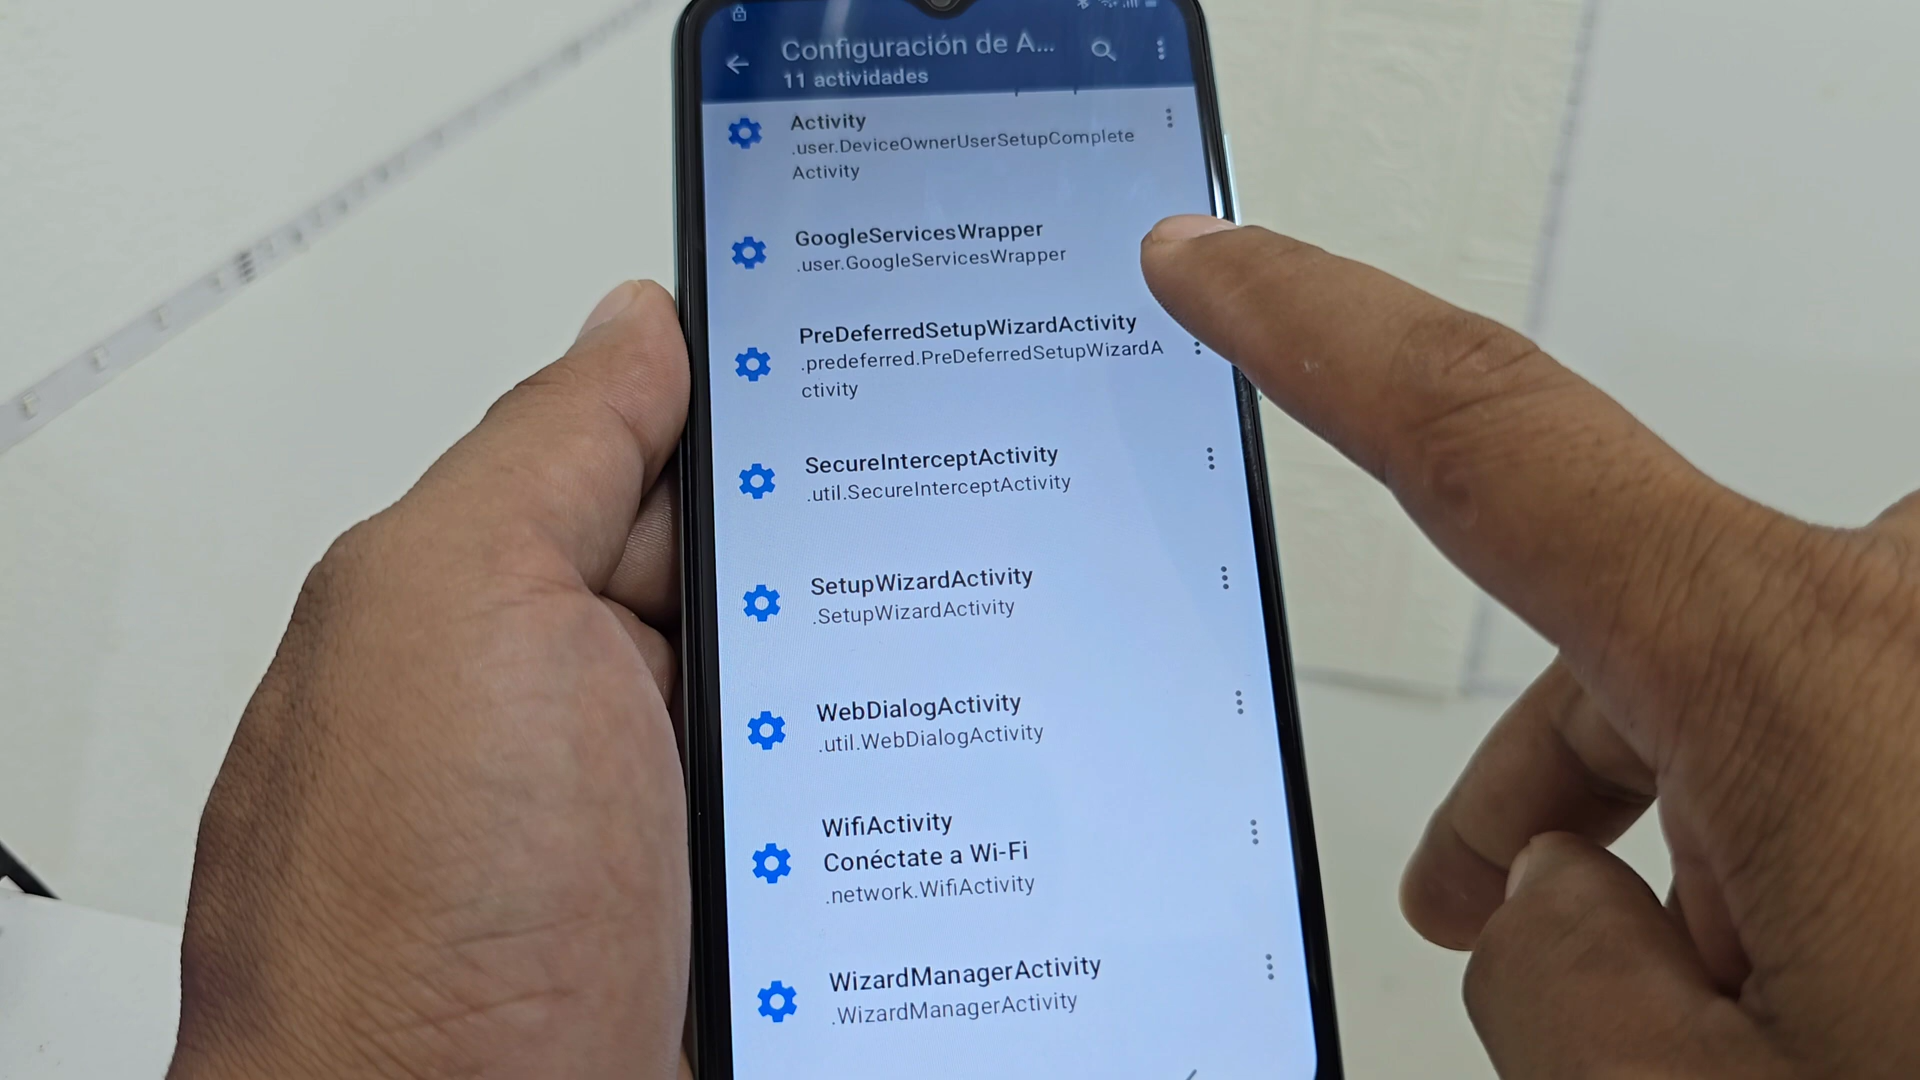 Configuración de A...
11 actividades
Activity
.user.DeviceOwnerUserSetupComplete
Activity
GoogleServicesWrapper
.user.GoogleServicesWrapper
PreDeferredSetupWizardActivity
.predeferred.PreDeferredSetupWizardA
ctivity
SecureInterceptActivity
.util.SecureInterceptActivity
SetupWizardActivity
.SetupWizardActivity
WebDialogActivity
.util.WebDialogActivity
WifiActivity
Conéctate a Wi-Fi
.network.WifiActivity
WizardManagerActivity
.WizardManagerActivity